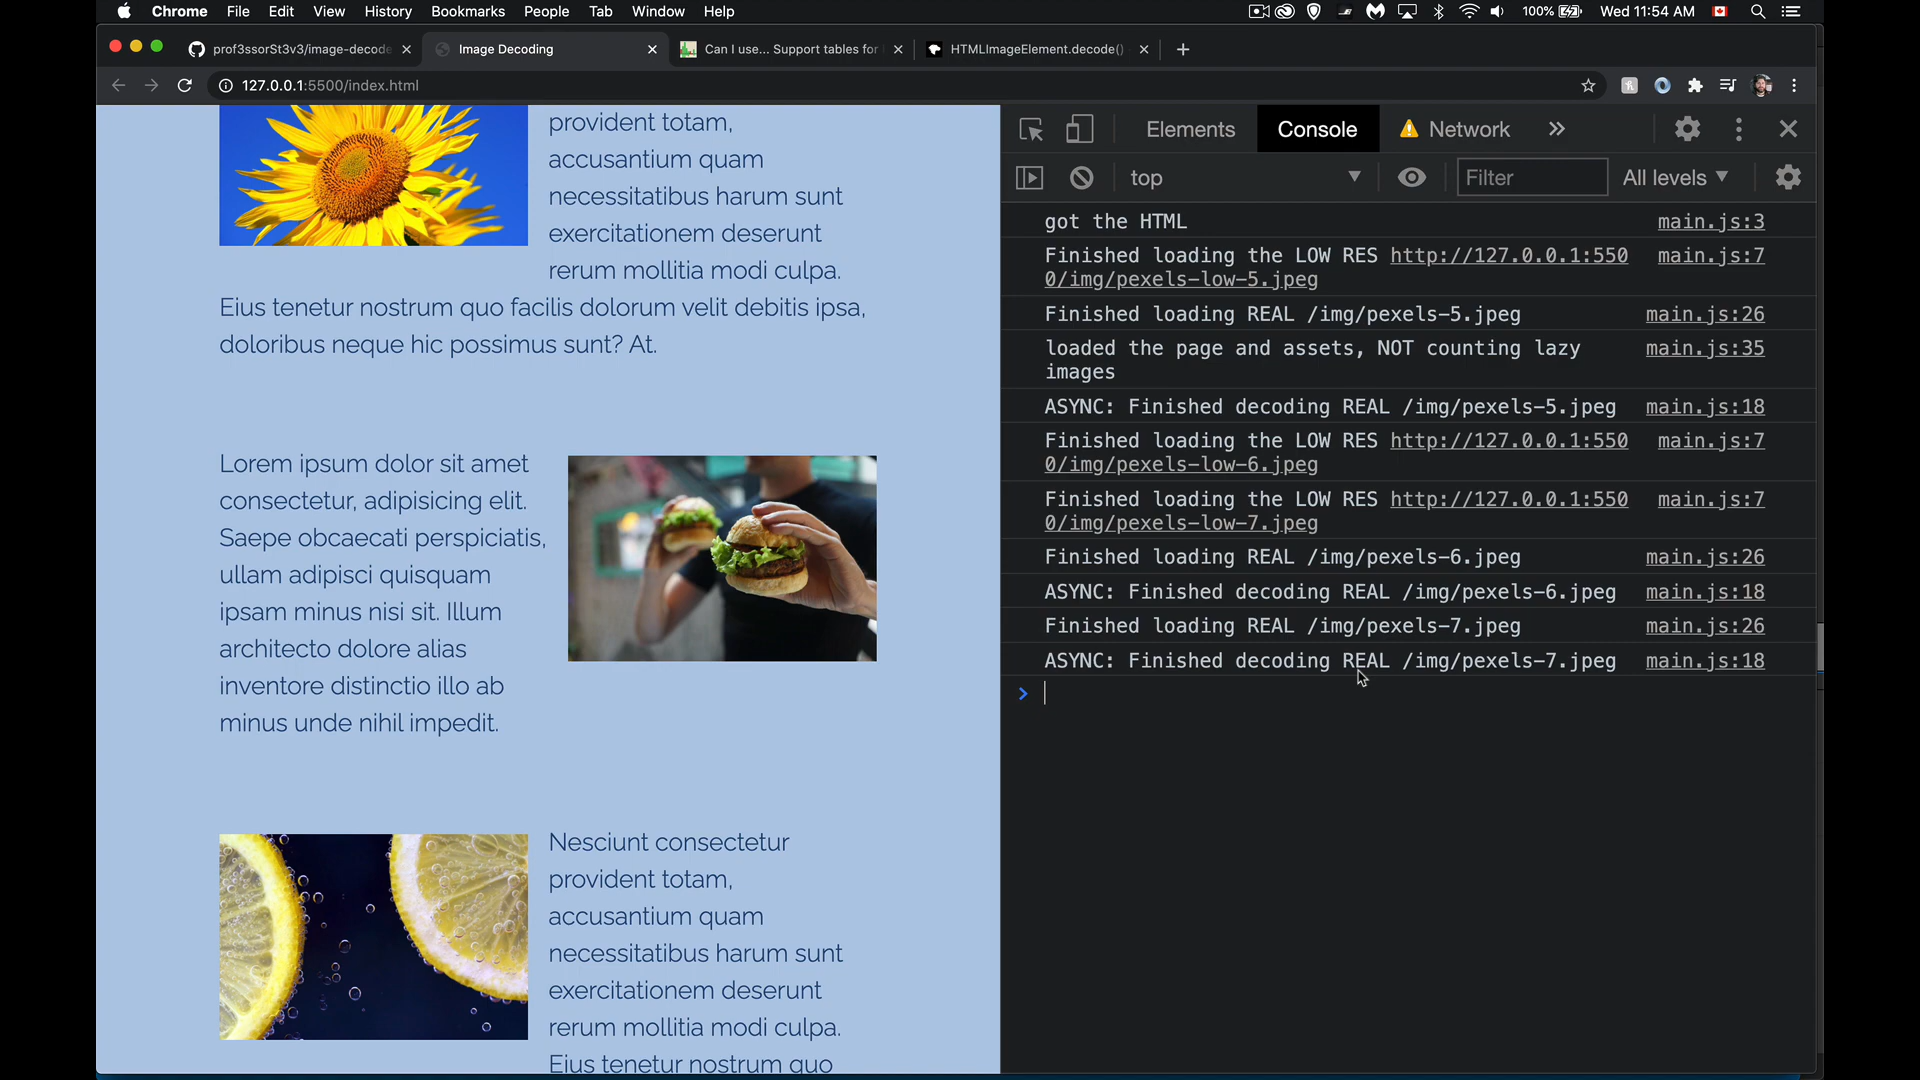 Chrome File Edit View History Bookmarks People Tab Window Help 100% Wed 11:54 AM
prof3ssorSt3v3/image-decode Image Decoding Can I use... Support tables for HTMLImageElement.decode()
127.0.0.1:5500/index.html
provident totam,
accusantium quam
necessitatibus harum sunt
exercitationem deserunt
rerum mollitia modi culpa.
Eius tenetur nostrum quo facilis dolorum velit debitis ipsa,
doloribus neque hic possimus sunt? At.
Lorem ipsum dolor sit amet
consectetur, adipisicing elit.
Saepe obcaecati perspiciatis,
ullam adipisci quisquam
ipsam minus nisi sit. Illum
architecto dolore alias
inventore distinctio illo ab
minus unde nihil impedit.
Nesciunt consectetur
provident totam,
accusantium quam
necessitatibus harum sunt
exercitationem deserunt
rerum mollitia modi culpa.
Eius tenetur nostrum quo
Elements Console Network
top Filter All levels
got the HTML main.js:3
Finished loading the LOW RES http://127.0.0.1:550 main.js:7
0/img/pexels-low-5.jpeg
Finished loading REAL /img/pexels-5.jpeg main.js:26
loaded the page and assets, NOT counting lazy main.js:35
images
ASYNC: Finished decoding REAL /img/pexels-5.jpeg main.js:18
Finished loading the LOW RES http://127.0.0.1:550 main.js:7
0/img/pexels-low-6.jpeg
Finished loading the LOW RES http://127.0.0.1:550 main.js:7
0/img/pexels-low-7.jpeg
Finished loading REAL /img/pexels-6.jpeg main.js:26
ASYNC: Finished decoding REAL /img/pexels-6.jpeg main.js:18
Finished loading REAL /img/pexels-7.jpeg main.js:26
ASYNC: Finished decoding REAL /img/pexels-7.jpeg main.js:18